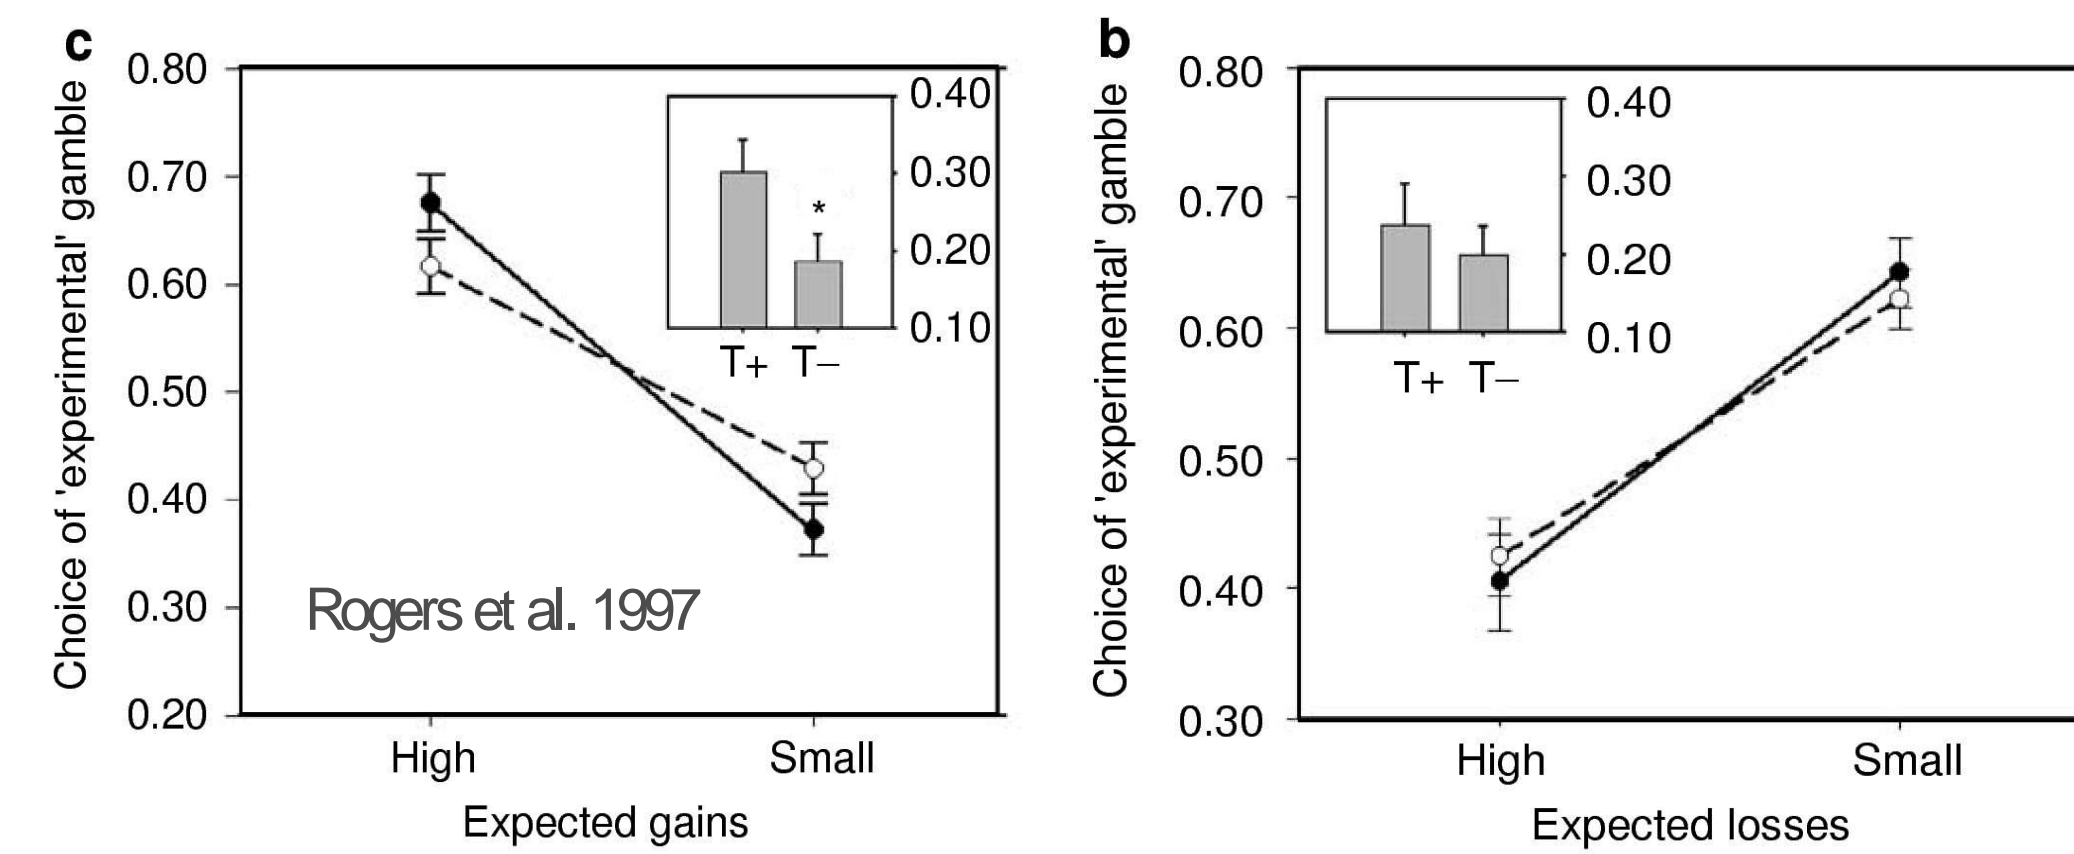 c
Choice of 'experimental' gamble
0.80
0.70
0.60
0.50
0.40
0.30
0.20
0.40
0.30
0.20
0.10
*
T+ T−
Rogers et al. 1997
High Small
Expected gains
b
Choice of 'experimental' gamble
0.80
0.70
0.60
0.50
0.40
0.30
0.40
0.30
0.20
0.10
T+ T−
High Small
Expected losses